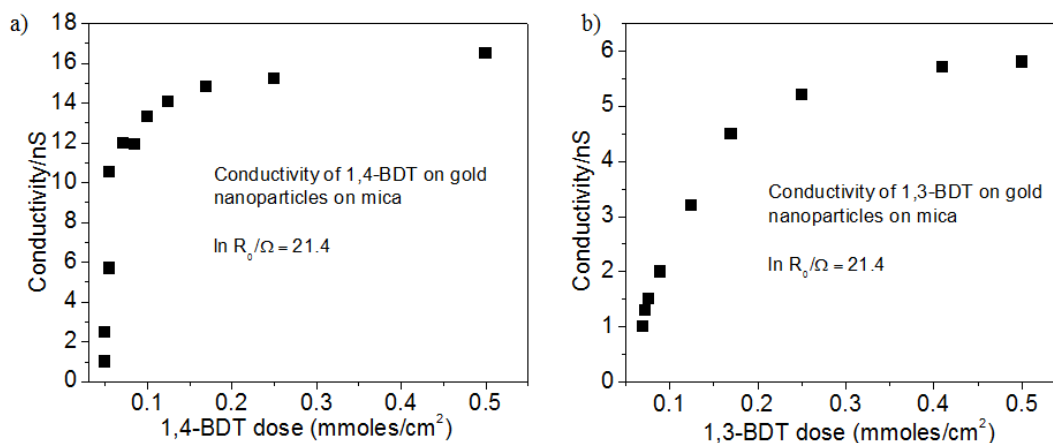 a)
Conductivity/nS
18
16
14
12
10
8
6
4
2
0
Conductivity of 1,4-BDT on gold
nanoparticles on mica
ln R₀/Ω = 21.4
0.1 0.2 0.3 0.4 0.5
1,4-BDT dose (mmoles/cm²)
b)
Conductivity/nS
6
5
4
3
2
1
0
Conductivity of 1,3-BDT on gold
nanoparticles on mica
ln R₀/Ω = 21.4
0.1 0.2 0.3 0.4 0.5
1,3-BDT dose (mmoles/cm²)